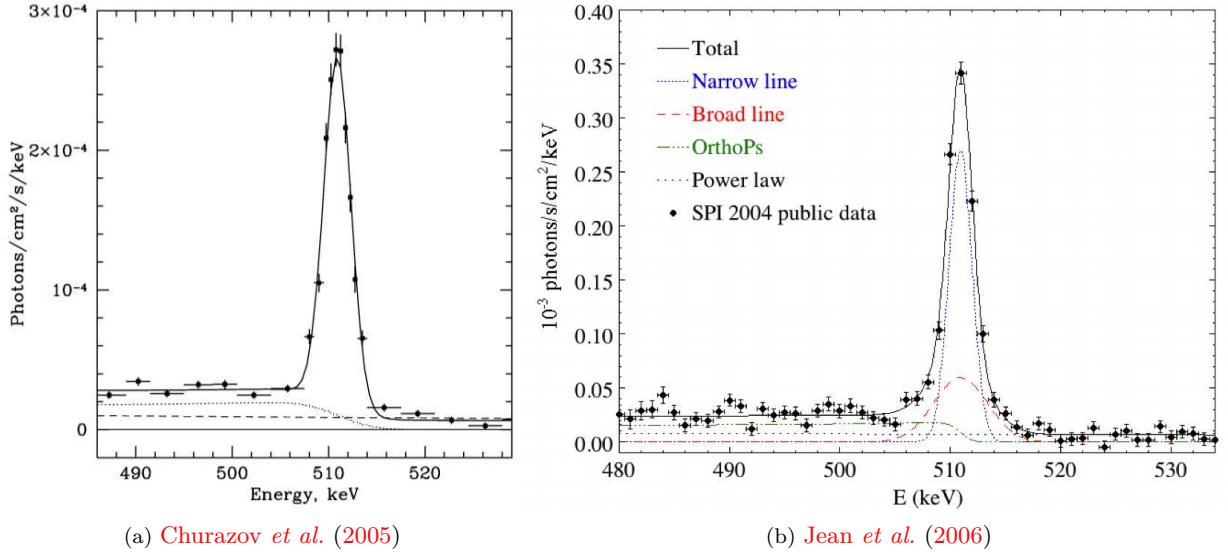 3×10⁻⁴
2×10⁻⁴
10⁻⁴
0
Photons/cm²/s/keV
490 500 510 520
Energy, keV
(a) Churazov et al. (2005)
0.40
0.35
0.30
0.25
0.20
0.15
0.10
0.05
0.00
10⁻³ photons/s/cm²/keV
Total
Narrow line
Broad line
OrthoPs
Power law
SPI 2004 public data
480 490 500 510 520 530
E (keV)
(b) Jean et al. (2006)